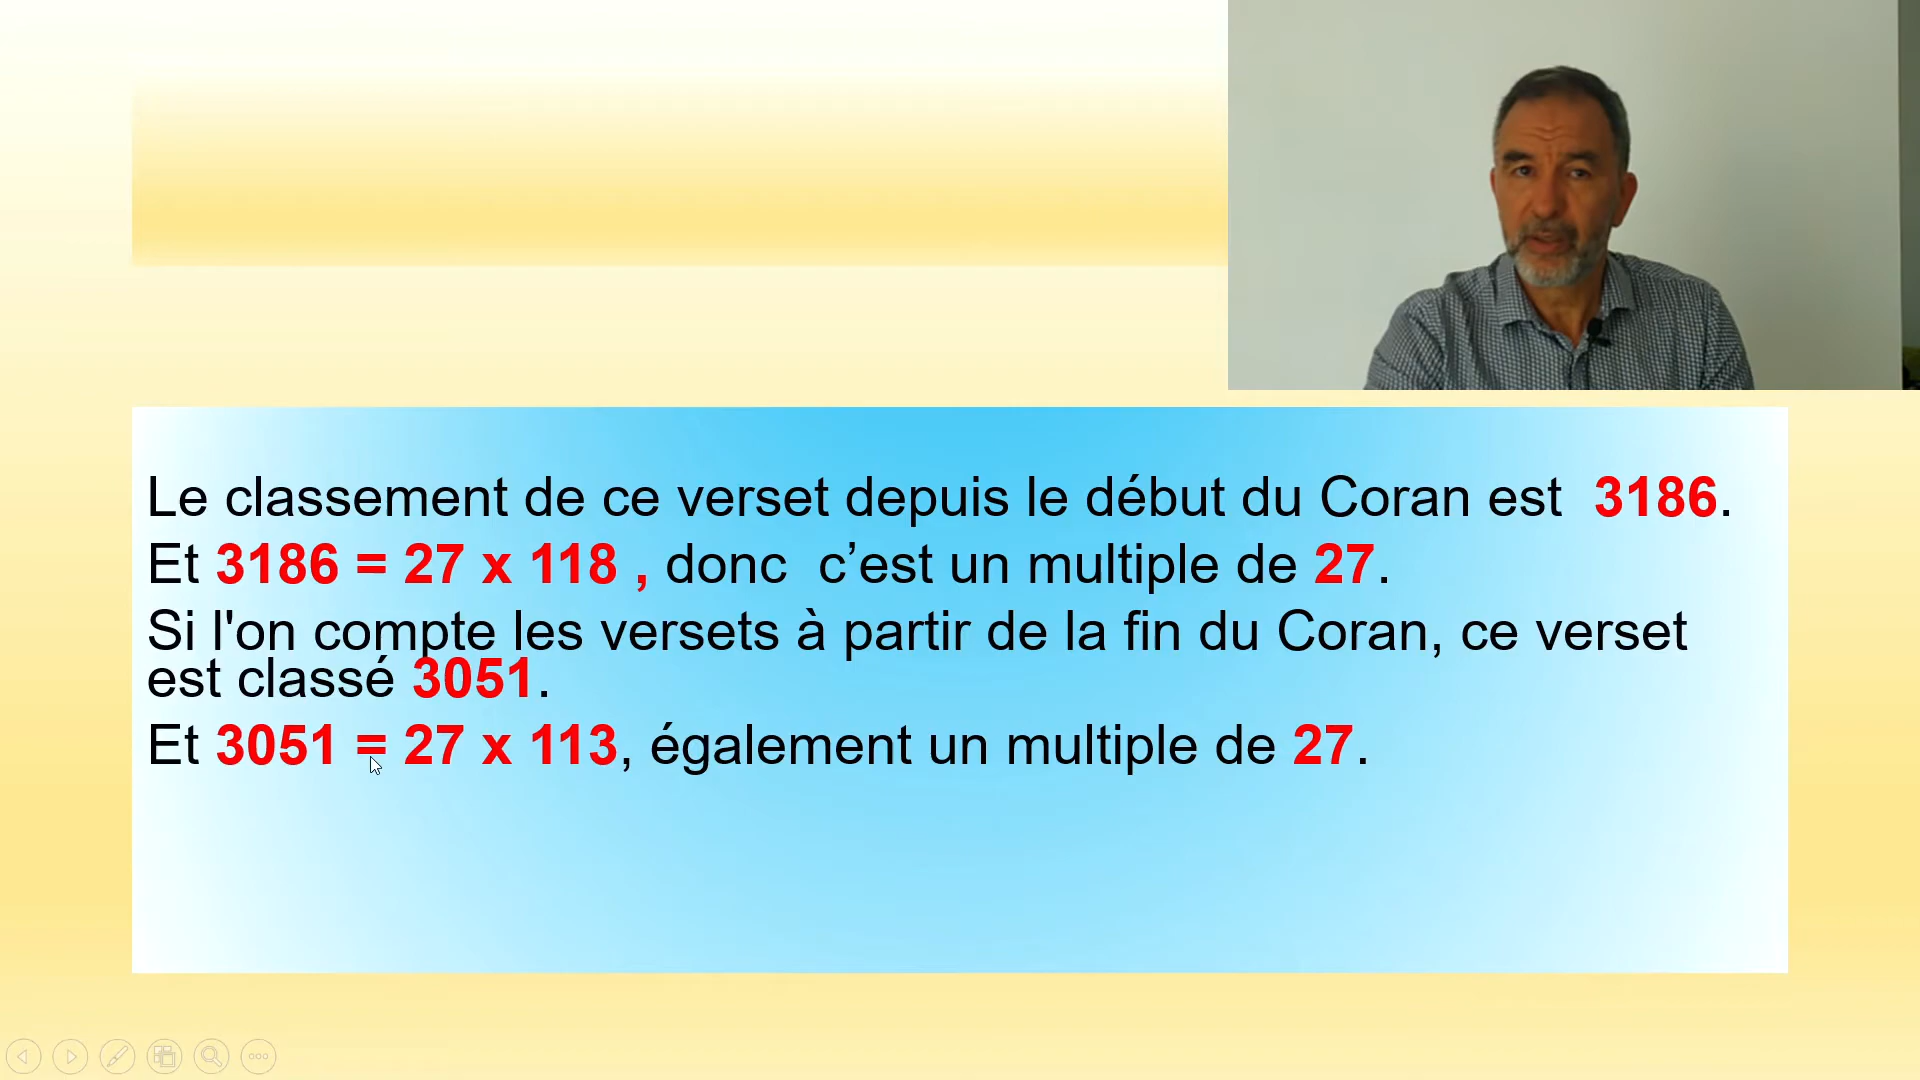 Le classement de ce verset depuis le début du Coran est  3186.
Et 3186 = 27 x 118 , donc  c’est un multiple de 27.
Si l'on compte les versets à partir de la fin du Coran, ce verset
est classé 3051.
Et 3051 = 27 x 113, également un multiple de 27.